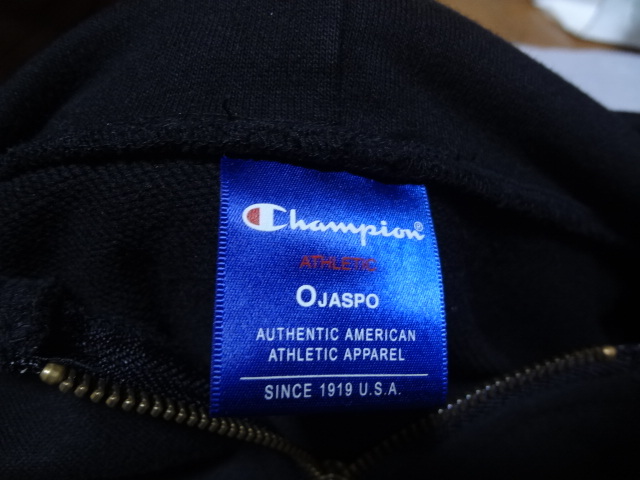 Champion®
ATHLETIC
OJASPO
AUTHENTIC AMERICAN
ATHLETIC APPAREL
SINCE 1919 U.S.A.